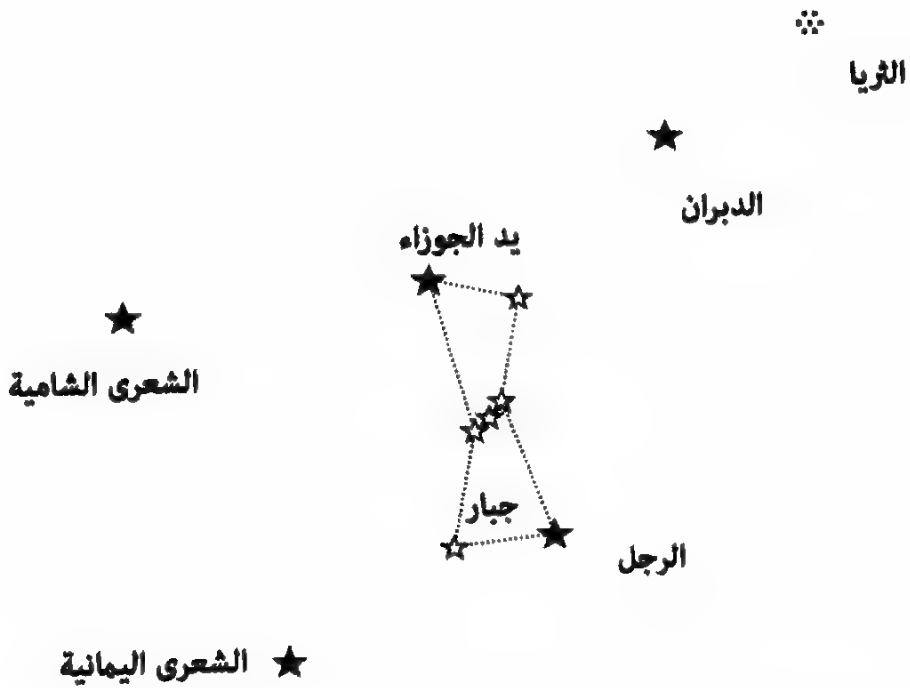 الثريا
الدبران
يد الجوزاء
الشعرى الشامية
جبار
الرجل
الشعرى اليمانية